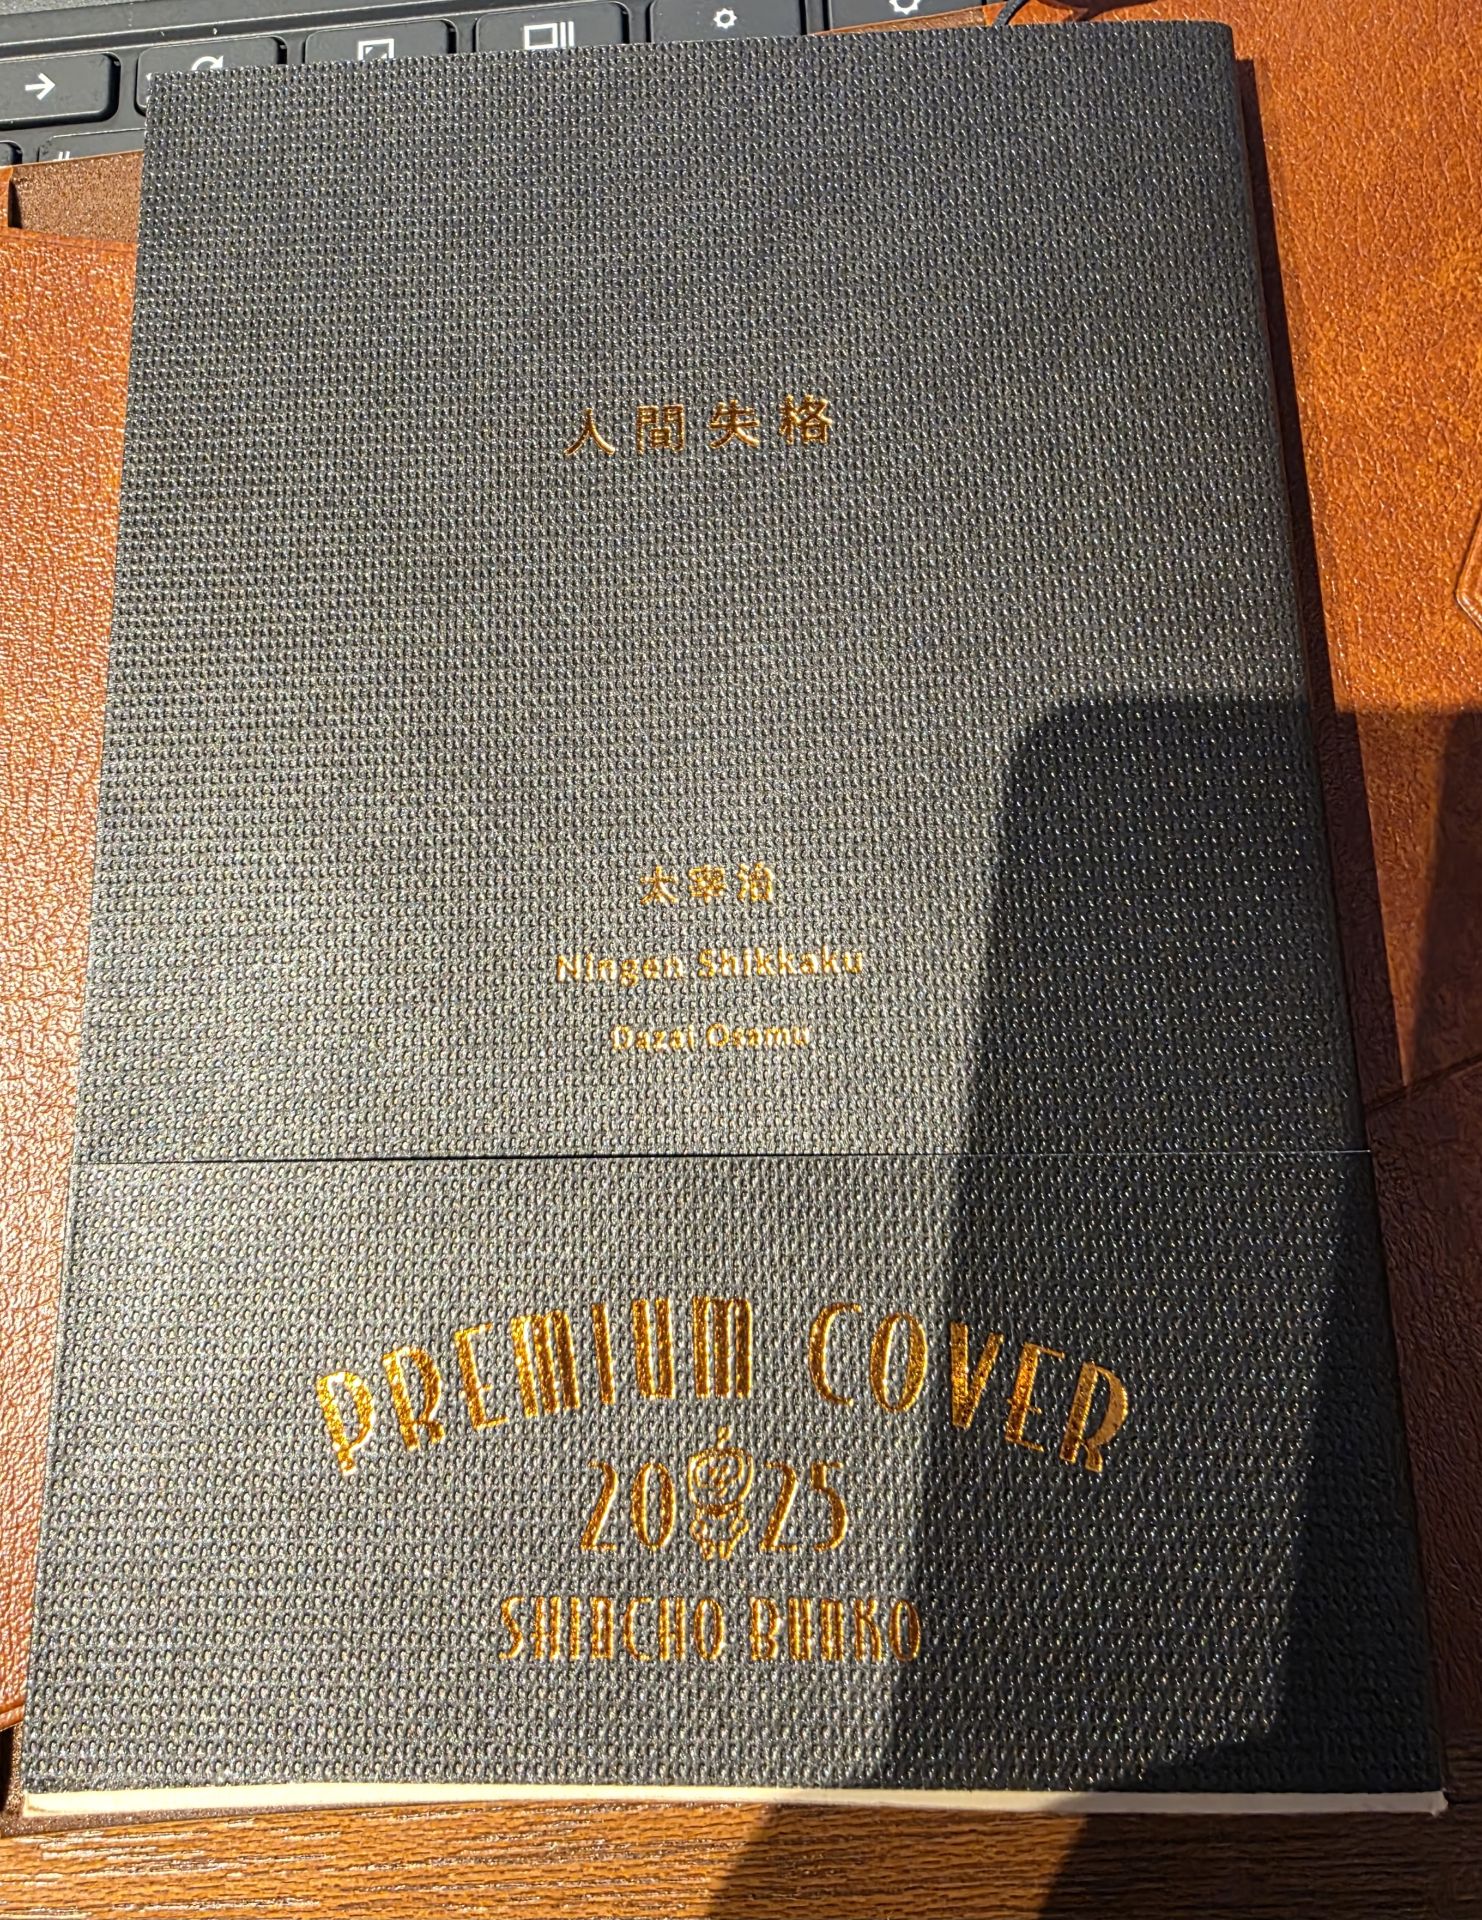 人間失格
太宰治
Ningen Shikkaku
Dazai Osamu
PREMIUM COVER
2025
SHINCHO BUNKO